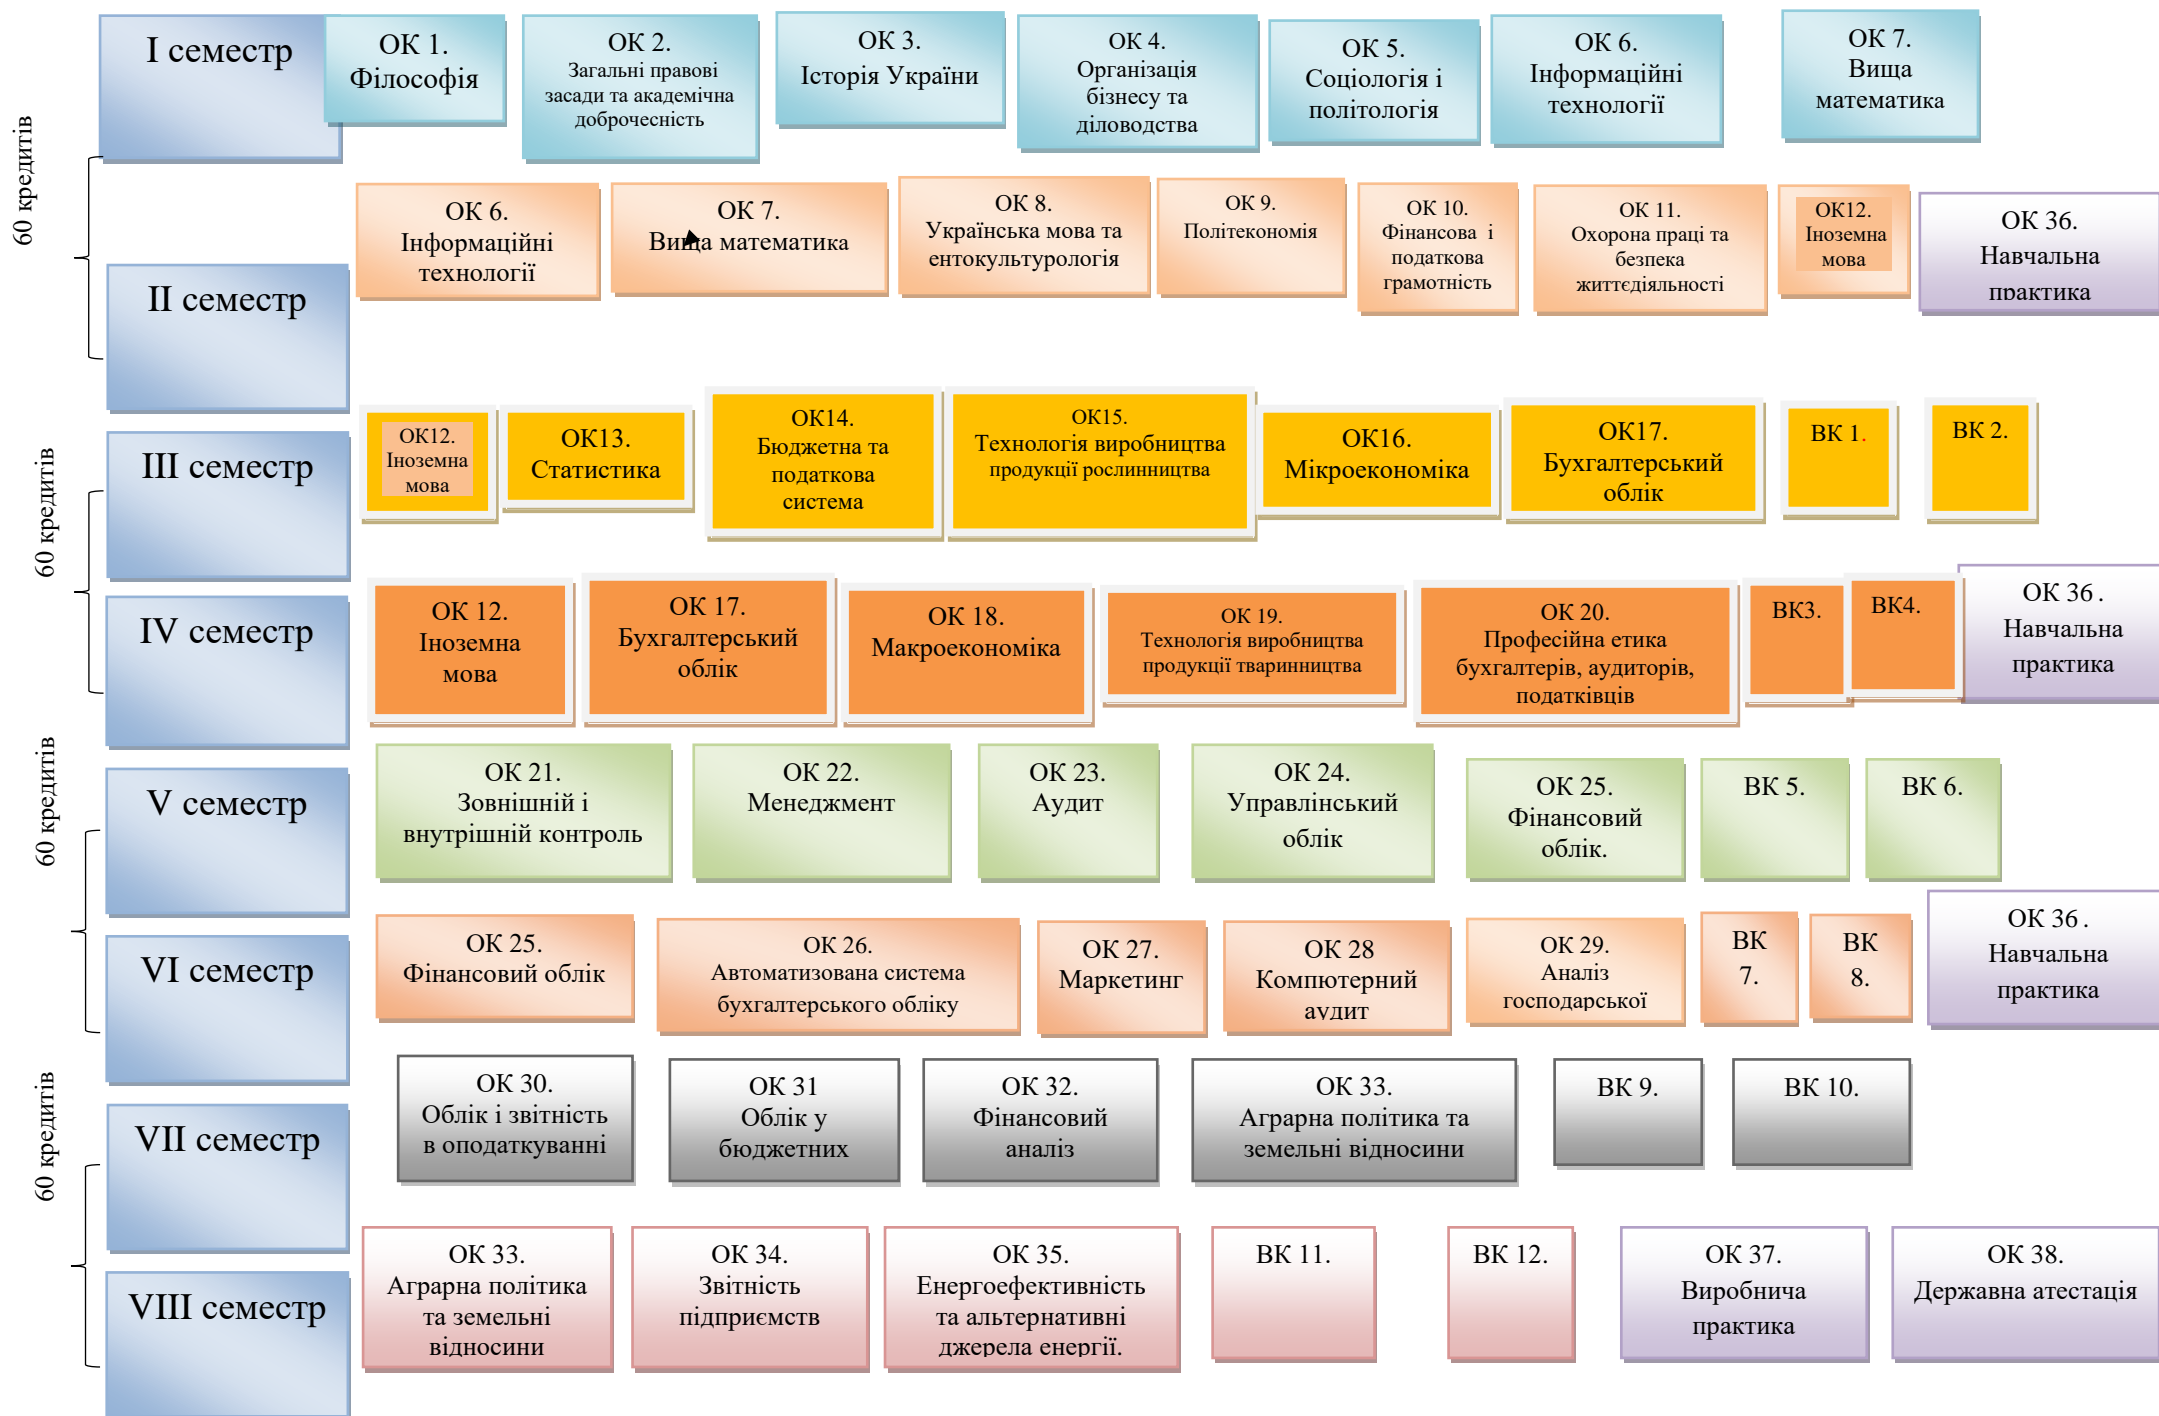 I семестр
ОК 1.
Філософія
ОК 2.
Загальні правові
засади та академічна
доброчесність
ОК 3.
Історія України
ОК 4.
Організація
бізнесу та
діловодства
ОК 5.
Соціологія і
політологія
ОК 6.
Інформаційні
технології
ОК 7.
Вища
математика
60 кредитів
II семестр
ОК 6.
Інформаційні
технології
ОК 7.
Вища математика
ОК 8.
Українська мова та
ентокультурологія
ОК 9.
Політекономія
ОК 10.
Фінансова і
податкова
грамотність
ОК 11.
Охорона праці та
безпека
життєдіяльності
ОК12.
Іноземна
мова
ОК 36.
Навчальна
практика
60 кредитів
III семестр
ОК12.
Іноземна
мова
ОК13.
Статистика
ОК14.
Бюджетна та
податкова
система
ОК15.
Технологія виробництва
продукції рослинництва
ОК16.
Мікроекономіка
ОК17.
Бухгалтерський
облік
ВК 1.
ВК 2.
IV семестр
ОК 12.
Іноземна
мова
ОК 17.
Бухгалтерський
облік
ОК 18.
Макроекономіка
ОК 19.
Технологія виробництва
продукції тваринництва
ОК 20.
Професійна етика
бухгалтерів, аудиторів,
податківців
ВК3.
ВК4.
ОК 36.
Навчальна
практика
60 кредитів
V семестр
ОК 21.
Зовнішній і
внутрішній контроль
ОК 22.
Менеджмент
ОК 23.
Аудит
ОК 24.
Управлінський
облік
ОК 25.
Фінансовий
облік.
ВК 5.
ВК 6.
VI семестр
ОК 25.
Фінансовий облік
ОК 26.
Автоматизована система
бухгалтерського обліку
ОК 27.
Маркетинг
ОК 28
Компютерний
аудит
ОК 29.
Аналіз
господарської
ВК
7.
ВК
8.
ОК 36.
Навчальна
практика
60 кредитів
VII семестр
ОК 30.
Облік і звітність
в оподаткуванні
ОК 31
Облік у
бюджетних
ОК 32.
Фінансовий
аналіз
ОК 33.
Аграрна політика та
земельні відносини
ВК 9.
ВК 10.
VIII семестр
ОК 33.
Аграрна політика
та земельні
відносини
ОК 34.
Звітність
підприємств
ОК 35.
Енергоефективність
та альтернативні
джерела енергії.
ВК 11.
ВК 12.
ОК 37.
Виробнича
практика
ОК 38.
Державна атестація